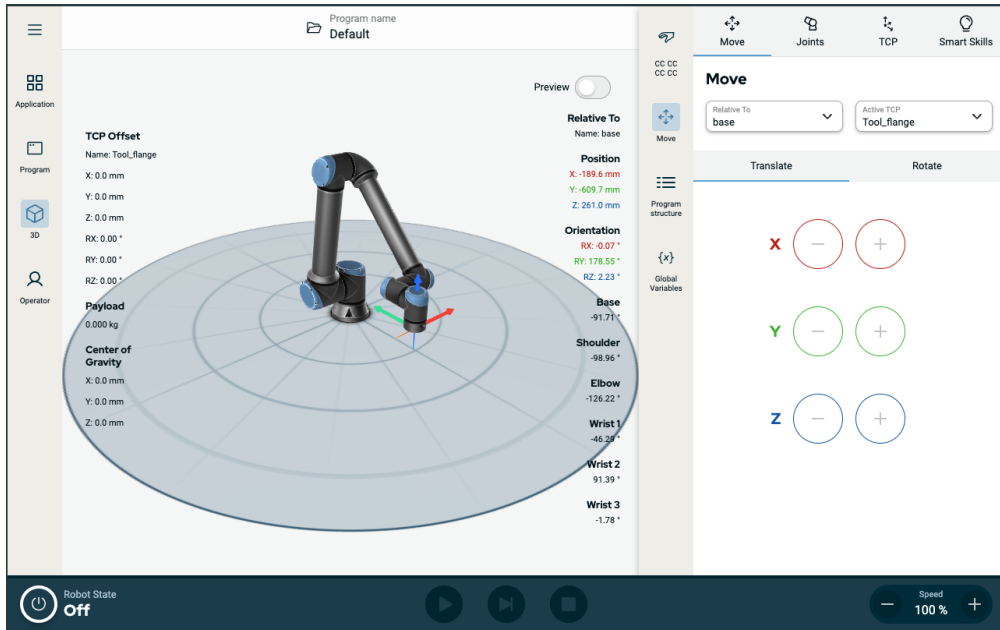 Program name
Default
Application
Program
3D
Operator
Preview
TCP Offset
Name: Tool_flange
X: 0.0 mm
Y: 0.0 mm
Z: 0.0 mm
RX: 0.00 °
RY: 0.00 °
RZ: 0.00 °
Payload
0.000 kg
Center of
Gravity
X: 0.0 mm
Y: 0.0 mm
Z: 0.0 mm
Relative To
Name: base
Position
X: -189.6 mm
Y: -609.7 mm
Z: 261.0 mm
Orientation
RX: -0.07 °
RY: 178.55 °
RZ: 2.23 °
Base
-91.71 °
Shoulder
-98.96 °
Elbow
-126.22 °
Wrist 1
-46.29 °
Wrist 2
91.39 °
Wrist 3
-1.78 °
CC CC
CC CC
Move
Program
structure
{x}
Global
Variables
Move
Joints
TCP
Smart Skills
Move
Relative To
base
Active TCP
Tool_flange
Translate
Rotate
X − +
Y − +
Z − +
Robot State
Off
Speed
− 100 % +